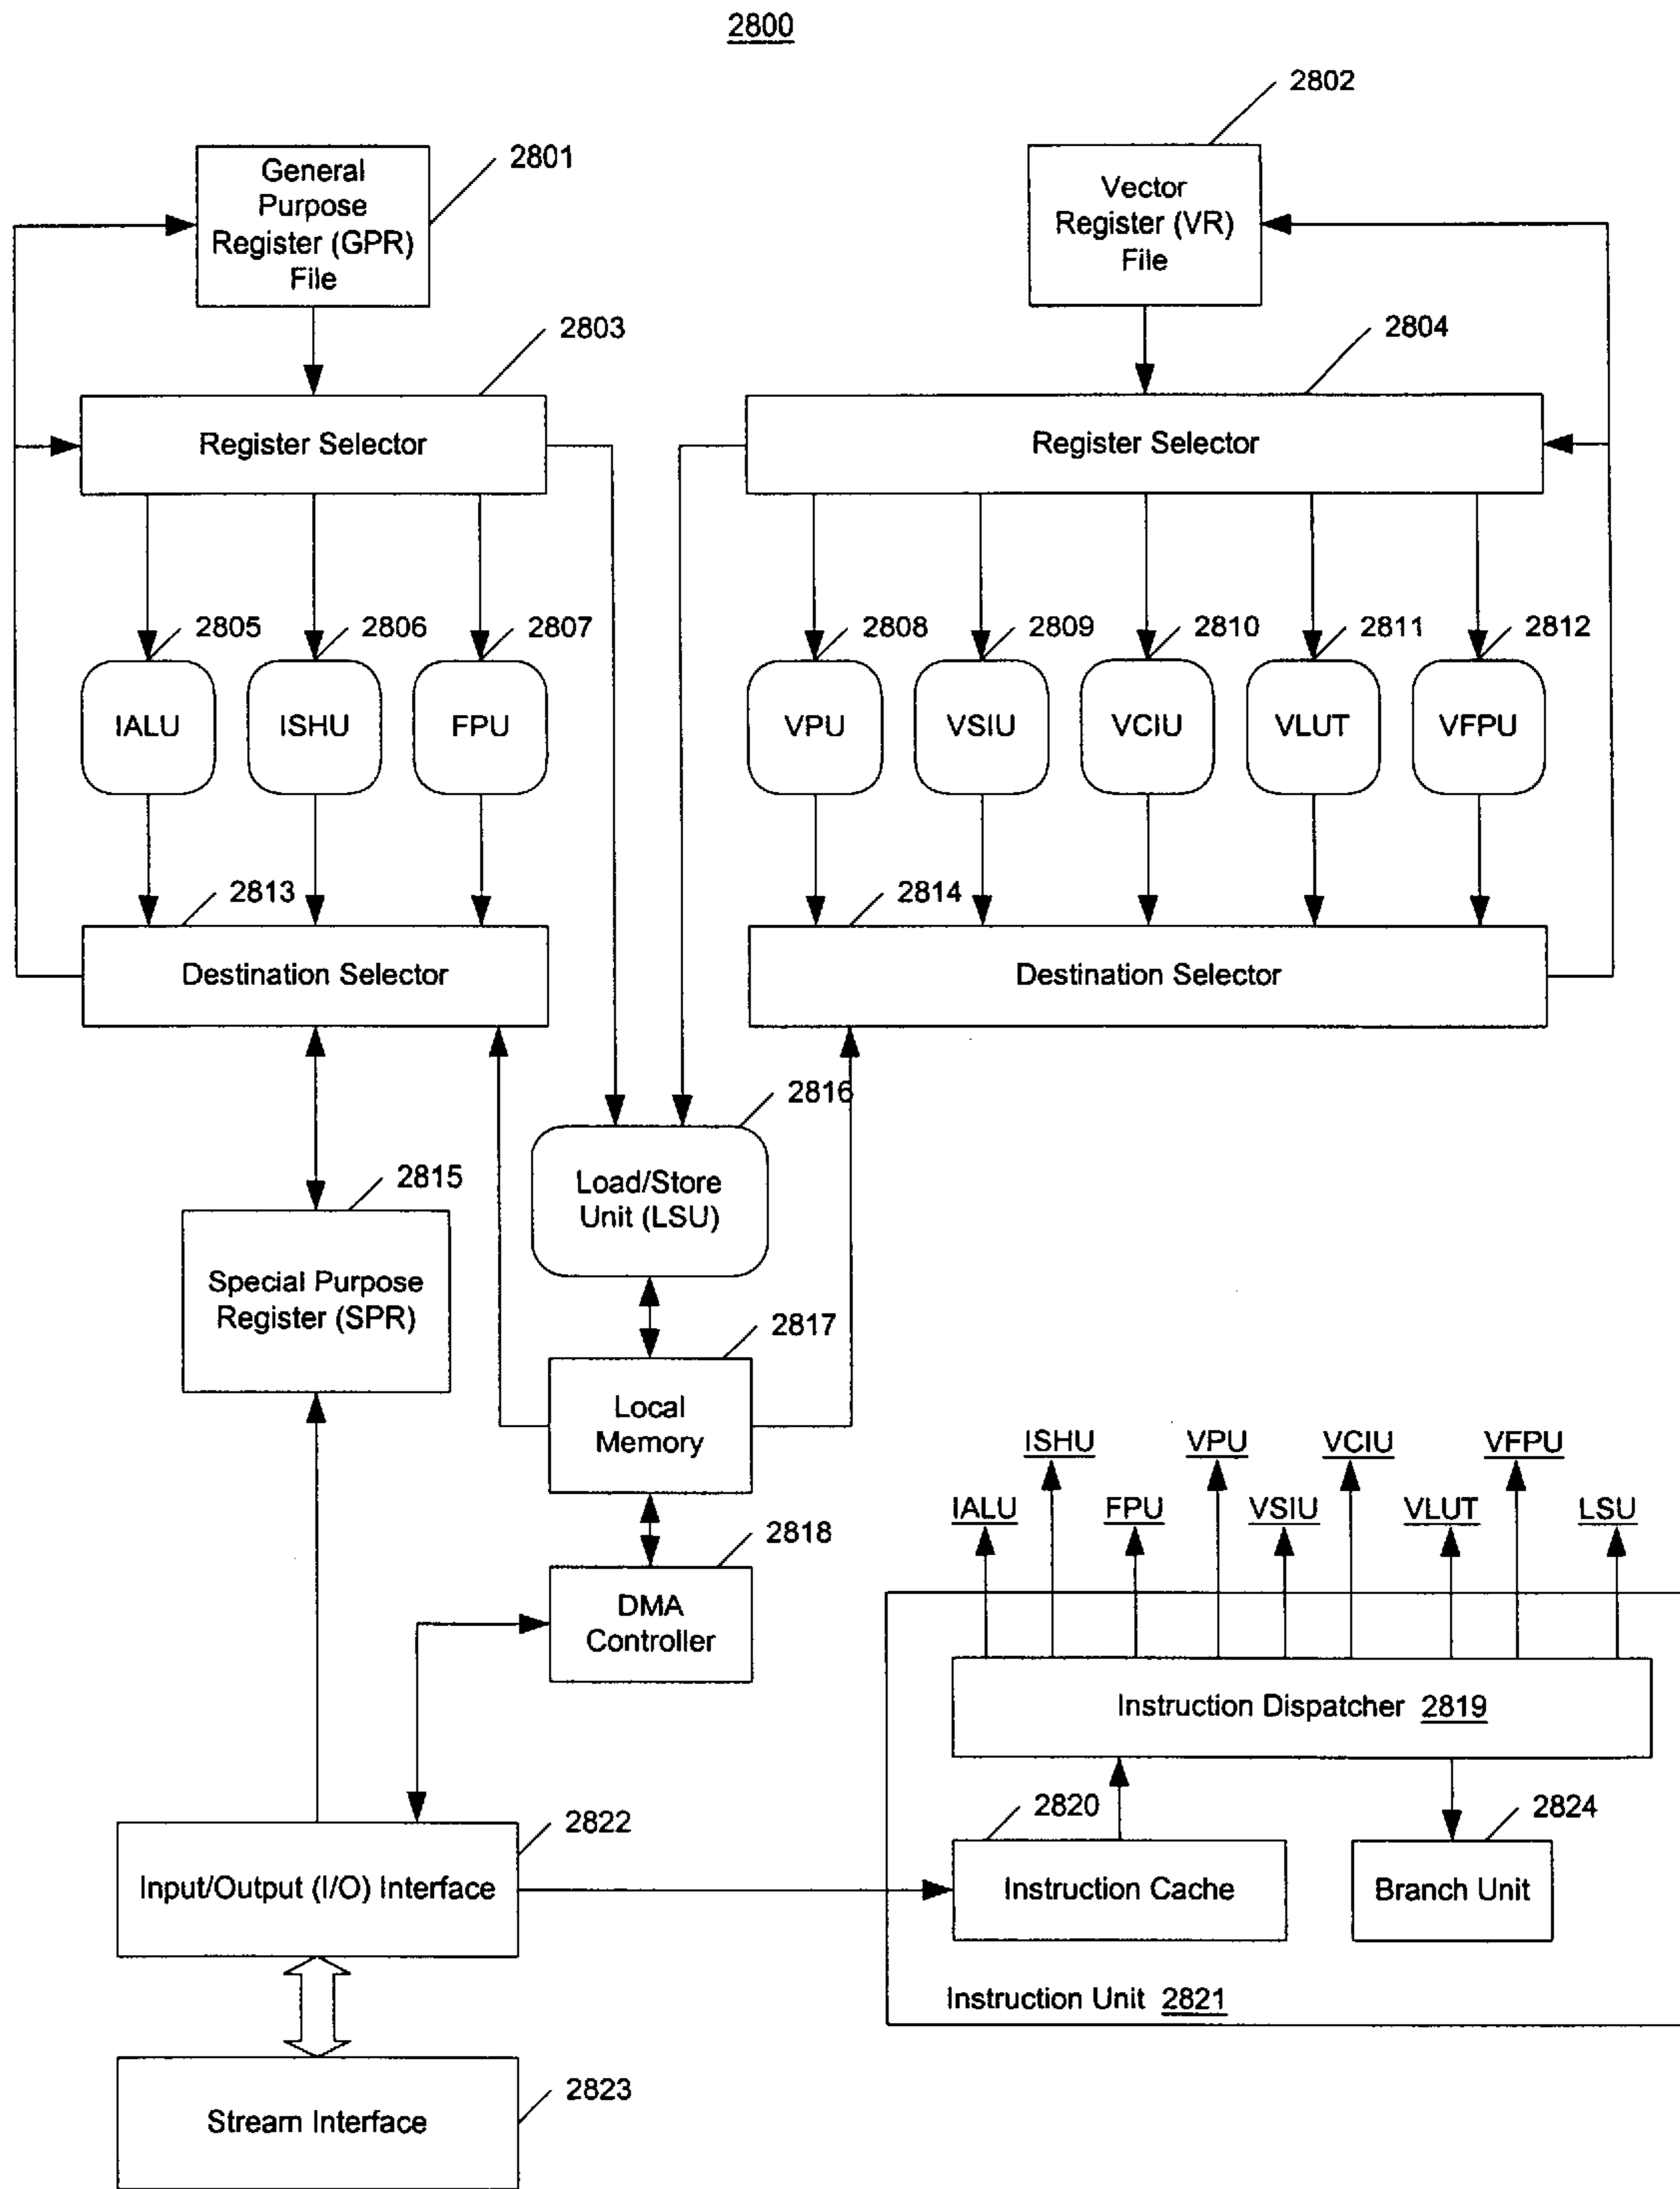 2800
2802
2801
General
Purpose
Register (GPR)
File
Vector
Register (VR)
File
2803
2804
Register Selector
Register Selector
2805
2806
2807
2808
2809
2810
2811
2812
IALU
ISHU
FPU
VPU
VSIU
VCIU
VLUT
VFPU
2813
2814
Destination Selector
Destination Selector
2816
2815
Load/Store
Unit (LSU)
Special Purpose
Register (SPR)
2817
Local
Memory
ISHU
VPU
VCIU
VFPU
IALU
FPU
VSIU
VLUT
LSU
2818
DMA
Controller
Instruction Dispatcher 2819
2822
2820
2824
Input/Output (I/O) Interface
Instruction Cache
Branch Unit
Instruction Unit 2821
2823
Stream Interface